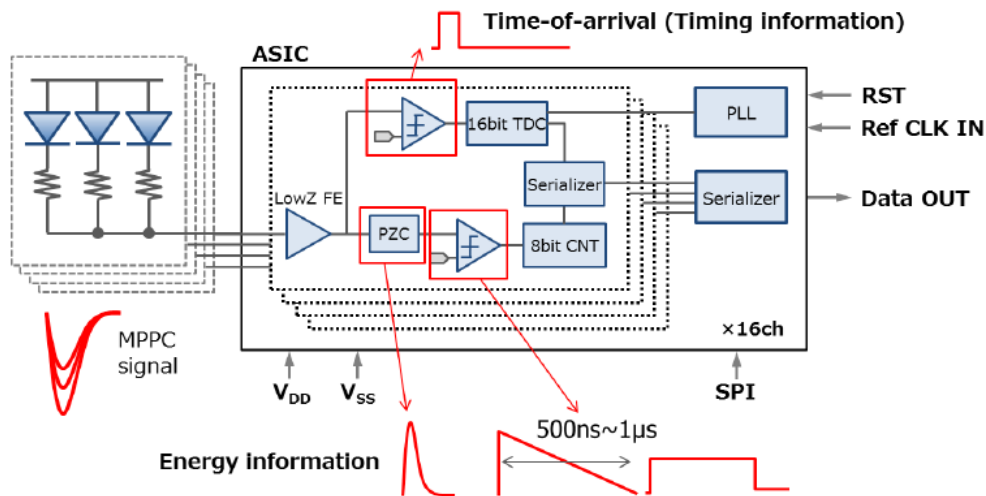 Time-of-arrival (Timing information)
ASIC
16bit TDC
PLL
RST
Ref CLK IN
LowZ FE
Serializer
Serializer
Data OUT
PZC
8bit CNT
×16ch
MPPC
signal
VDD
VSS
SPI
500ns~1μs
Energy information